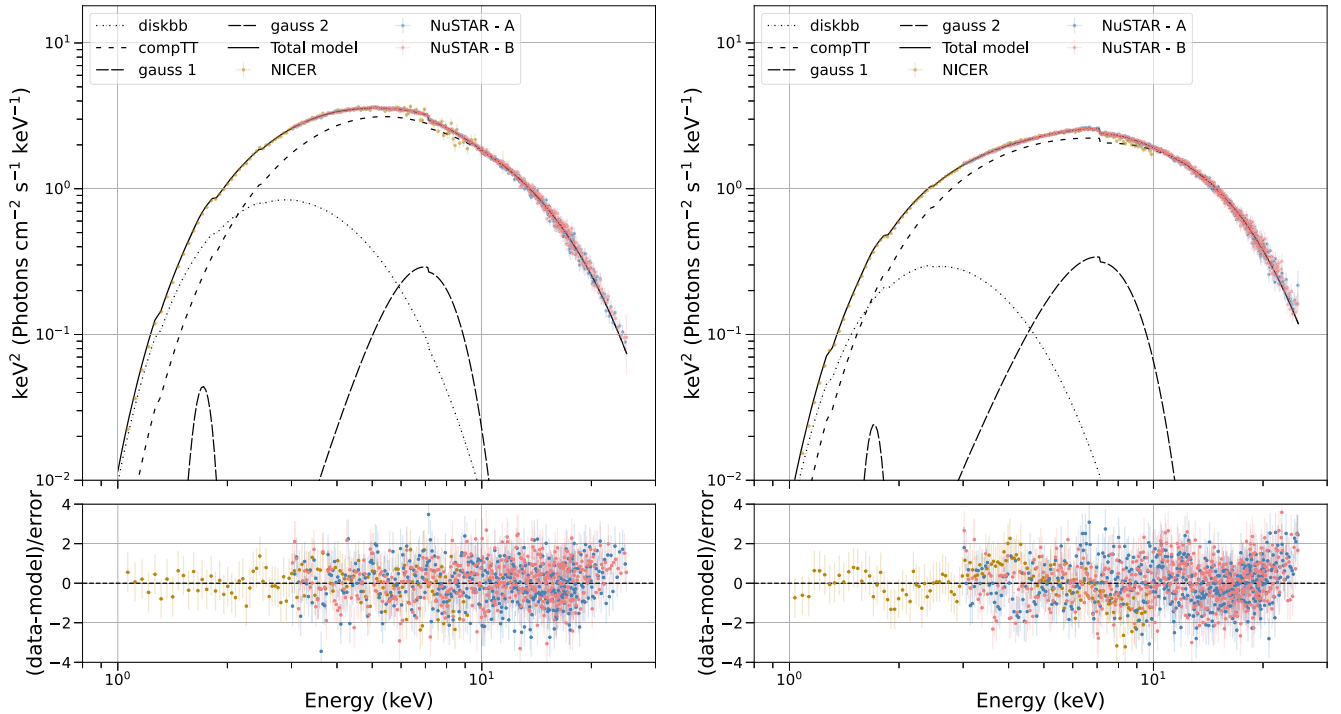 diskbb
compTT
gauss 1
gauss 2
Total model
NICER
NuSTAR - A
NuSTAR - B
10¹
10⁰
10⁻¹
10⁻²
keV² (Photons cm⁻² s⁻¹ keV⁻¹)
4
2
0
−2
−4
(data-model)/error
10⁰
10¹
Energy (keV)
diskbb
compTT
gauss 1
gauss 2
Total model
NICER
NuSTAR - A
NuSTAR - B
10¹
10⁰
10⁻¹
10⁻²
keV² (Photons cm⁻² s⁻¹ keV⁻¹)
4
2
0
−2
−4
(data-model)/error
10⁰
10¹
Energy (keV)